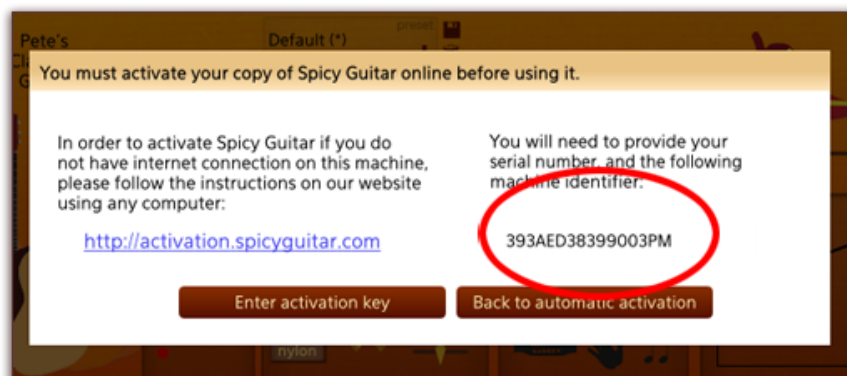 preset
Pete's
Default (*)
You must activate your copy of Spicy Guitar online before using it.
In order to activate Spicy Guitar if you do
not have internet connection on this machine,
please follow the instructions on our website
using any computer:
http://activation.spicyguitar.com
You will need to provide your
serial number, and the following
machine identifier:
393AED38399003PM
Enter activation key
Back to automatic activation
nylon